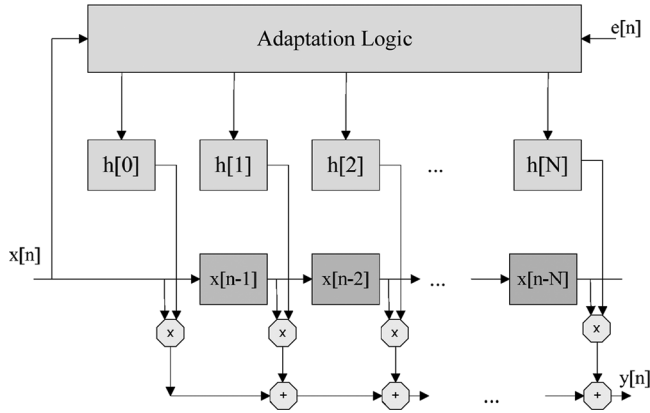 Adaptation Logic
e[n]
h[0] h[1] h[2] ... h[N]
x[n]
x[n-1] x[n-2] ... x[n-N]
x x x x
y[n]
+ + ... +